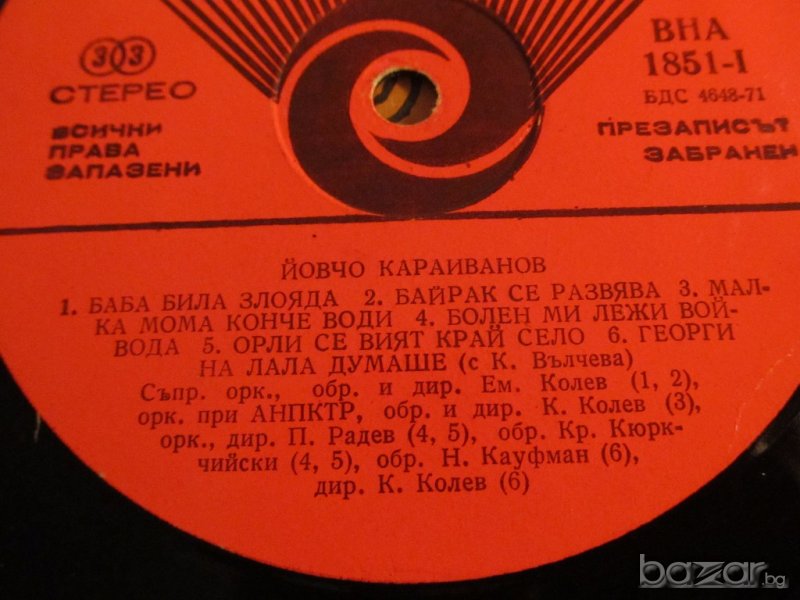 33
СТЕРЕО
ВСИЧКИ
ПРАВА
ЗАПАЗЕНИ
ВНА
1851-I
БДС 4648-71
ПРЕЗАПИСЪТ
ЗАБРАНЕН
ЙОВЧО КАРАИВАНОВ
1. БАБА БИЛА ЗЛОЯДА 2. БАЙРАК СЕ РАЗВЯВА 3. МАЛ-
КА МОМА КОНЧЕ ВОДИ 4. БОЛЕН МИ ЛЕЖИ ВОЙ-
ВОДА 5. ОРЛИ СЕ ВИЯТ КРАЙ СЕЛО 6. ГЕОРГИ
НА ЛАЛА ДУМАШЕ (с К. Вълчева)
Съпр. орк., обр. и дир. Ем. Колев (1, 2),
орк. при АНПКТР, обр. и дир. К. Колев (3),
орк., дир. П. Радев (4, 5), обр. Кр. Кюрк-
чийски (4, 5), обр. Н. Кауфман (6),
дир. К. Колев (6)
bazar.bg